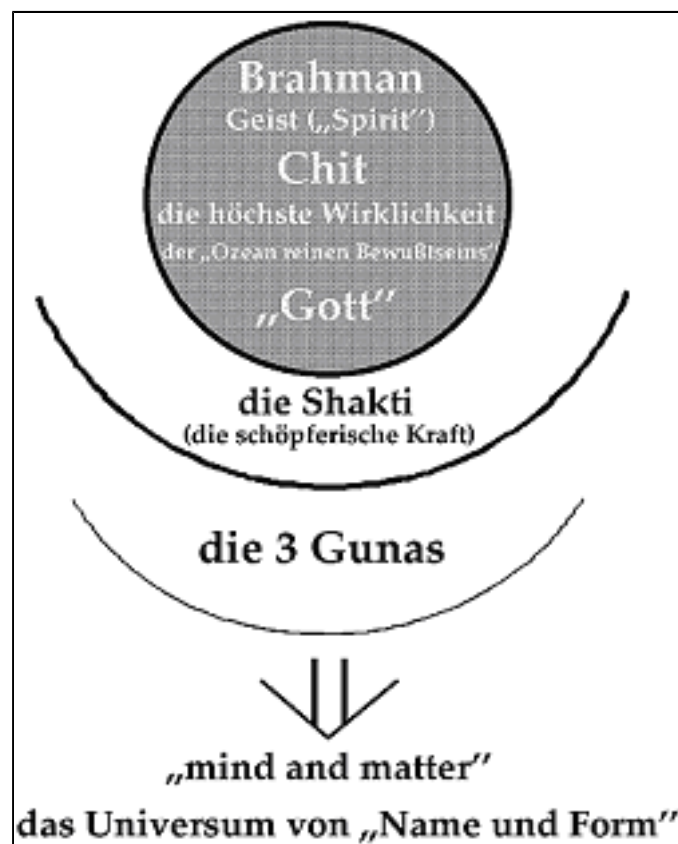 Brahman
Geist („Spirit”)
Chit
die höchste Wirklichkeit
der „Ozean reinen Bewußtseins”
„Gott”
die Shakti
(die schöpferische Kraft)
die 3 Gunas
„mind and matter”
das Universum von „Name und Form”